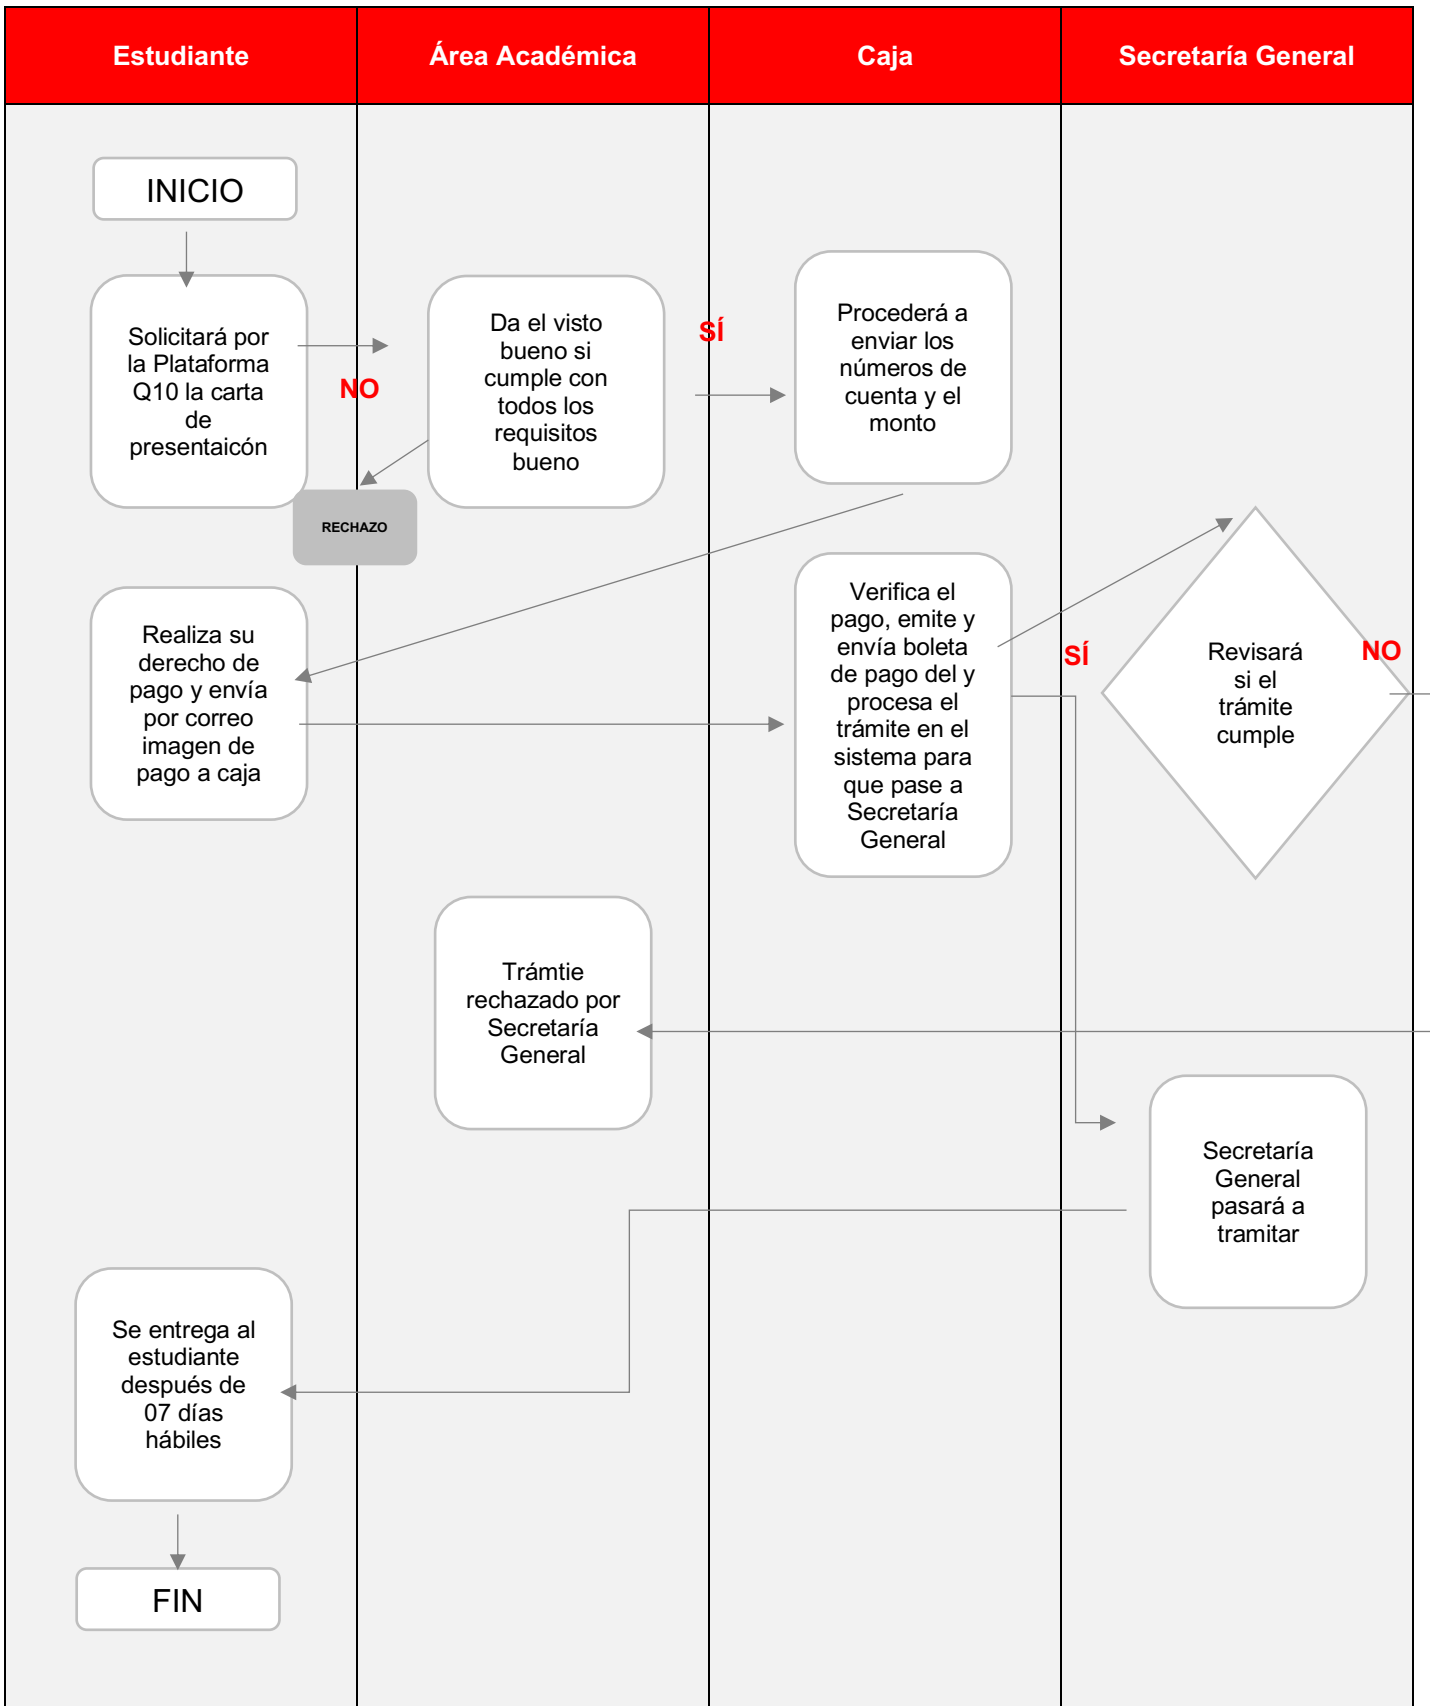 Estudiante
Área Académica
Caja
Secretaría General
INICIO
Solicitará por
la Plataforma
Q10 la carta
de
presentaicón
NO
Da el visto
bueno si
cumple con
todos los
requisitos
bueno
SÍ
Procederá a
enviar los
números de
cuenta y el
monto
RECHAZO
Realiza su
derecho de
pago y envía
por correo
imagen de
pago a caja
Verifica el
pago, emite y
envía boleta
de pago del y
procesa el
trámite en el
sistema para
que pase a
Secretaría
General
SÍ
Revisará
si el
trámite
cumple
NO
Trámtie
rechazado por
Secretaría
General
Secretaría
General
pasará a
tramitar
Se entrega al
estudiante
después de
07 días
hábiles
FIN